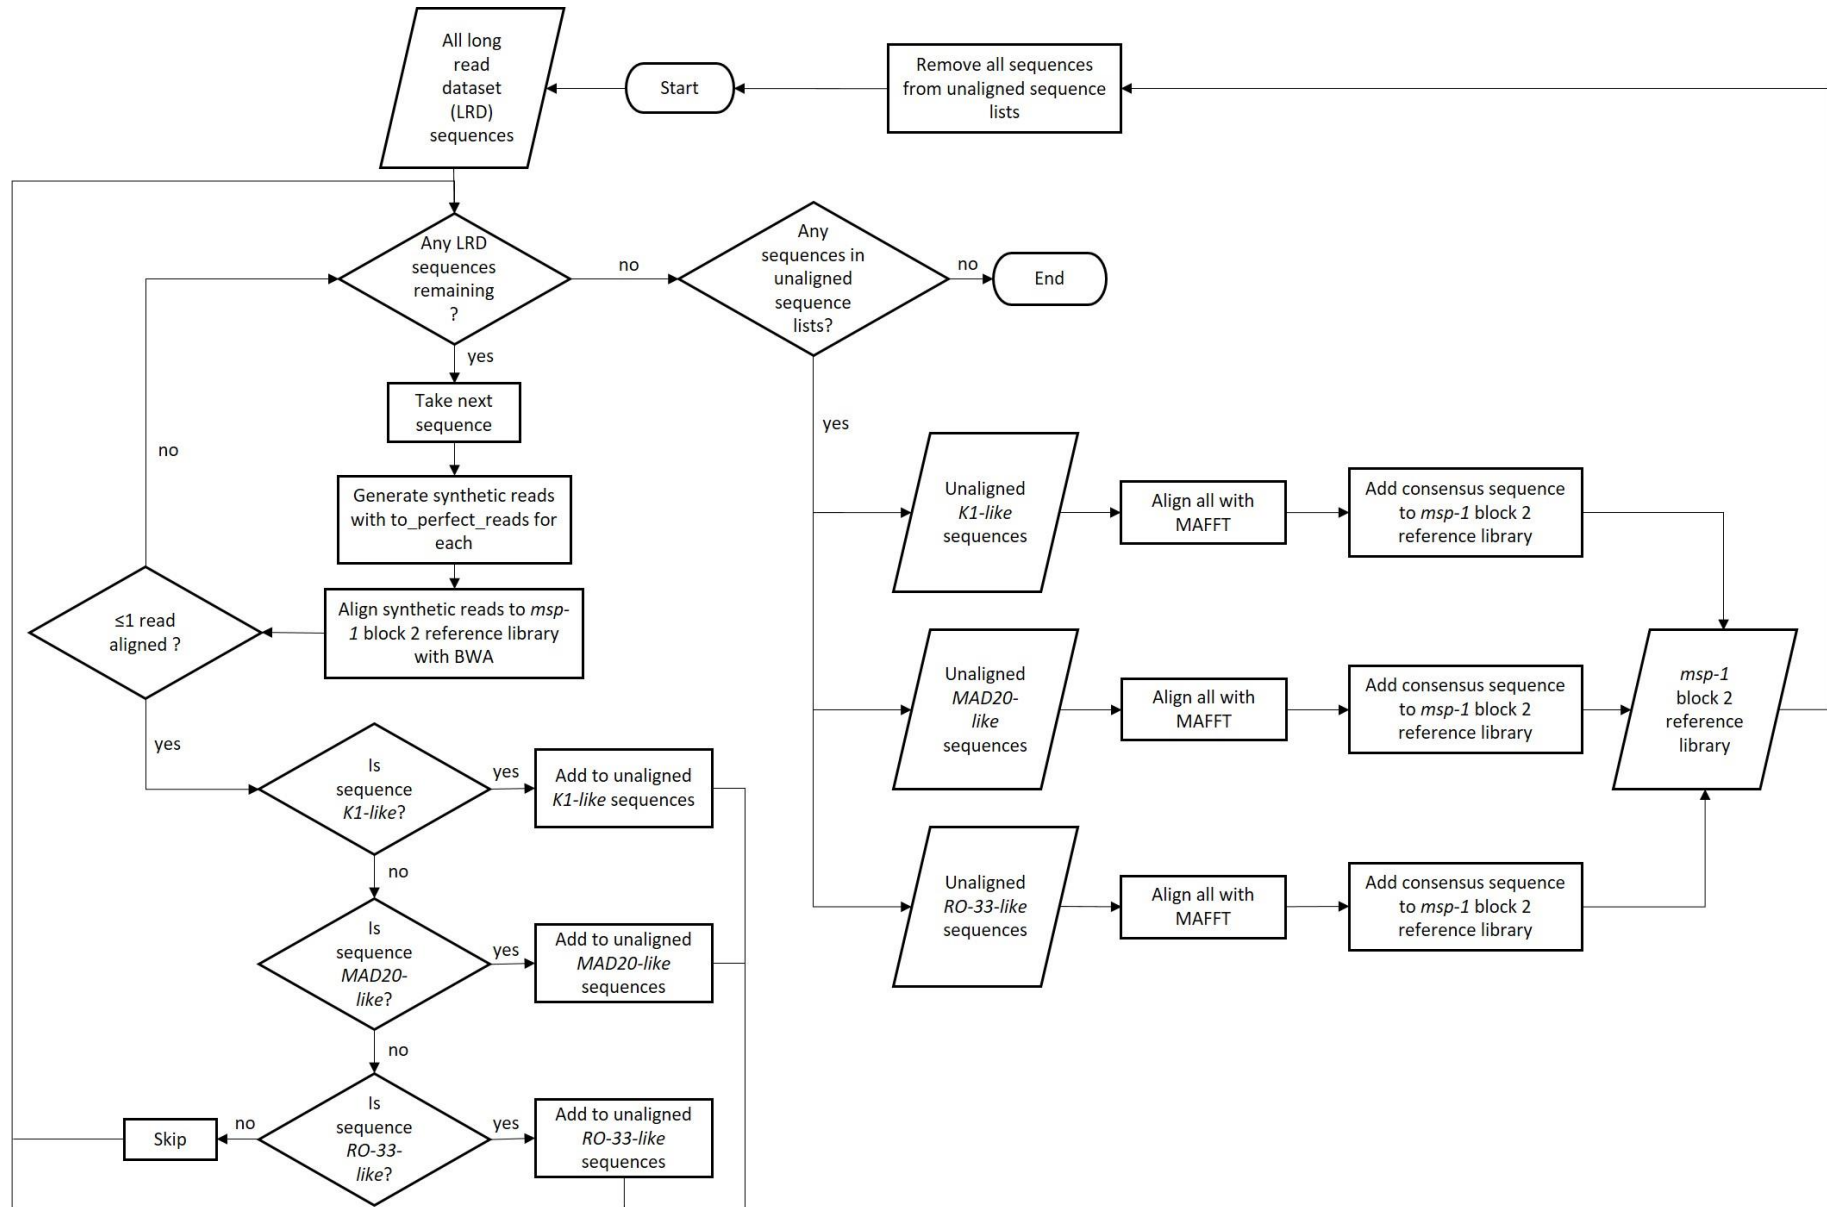 All long
read
dataset
(LRD)
sequences
Start
Remove all sequences
from unaligned sequence
lists
Any LRD
sequences
remaining
?
no
Any
sequences in
unaligned
sequence
lists?
no
End
yes
Take next
sequence
yes
no
Generate synthetic reads
with to_perfect_reads for
each
Align synthetic reads to msp-
1 block 2 reference library
with BWA
≤1 read
aligned ?
yes
Is
sequence
K1-like?
yes
Add to unaligned
K1-like sequences
no
Is
sequence
MAD20-
like?
yes
Add to unaligned
MAD20-like
sequences
no
Is
sequence
RO-33-
like?
yes
Add to unaligned
RO-33-like
sequences
no
Skip
Unaligned
K1-like
sequences
Align all with
MAFFT
Add consensus sequence
to msp-1 block 2
reference library
Unaligned
MAD20-
like
sequences
Align all with
MAFFT
Add consensus sequence
to msp-1 block 2
reference library
Unaligned
RO-33-like
sequences
Align all with
MAFFT
Add consensus sequence
to msp-1 block 2
reference library
msp-1
block 2
reference
library